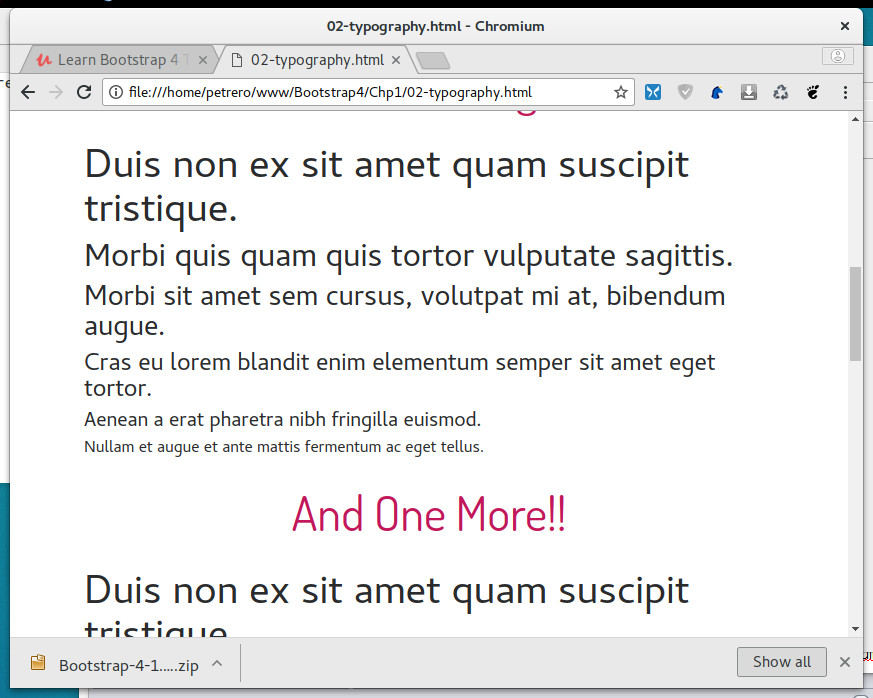 02-typography.html - Chromium
Learn Bootstrap 4 T
02-typography.html
file:///home/petrero/www/Bootstrap4/Chp1/02-typography.html
Duis non ex sit amet quam suscipit
tristique.
Morbi quis quam quis tortor vulputate sagittis.
Morbi sit amet sem cursus, volutpat mi at, bibendum
augue.
Cras eu lorem blandit enim elementum semper sit amet eget
tortor.
Aenean a erat pharetra nibh fringilla euismod.
Nullam et augue et ante mattis fermentum ac eget tellus.
And One More!!
Duis non ex sit amet quam suscipit
tristique.
Bootstrap-4-1.....zip
Show all